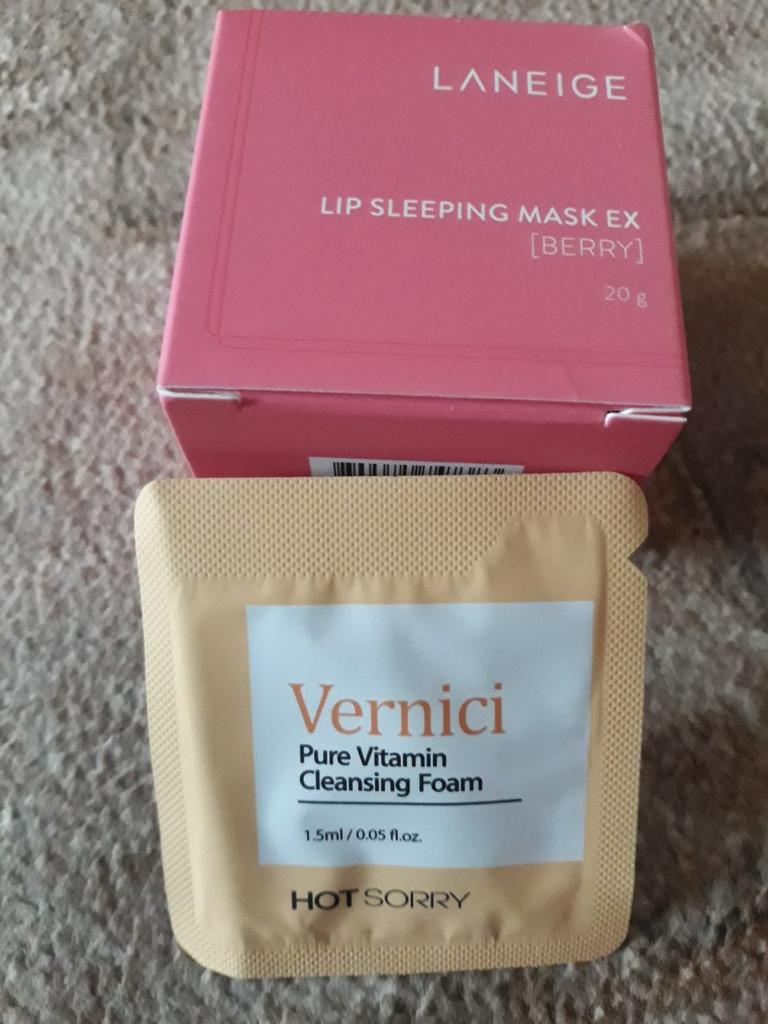 LANEIGE
LIP SLEEPING MASK EX
[BERRY]
20 g
Vernici
Pure Vitamin
Cleansing Foam
1.5ml / 0.05 fl.oz.
HOT SORRY